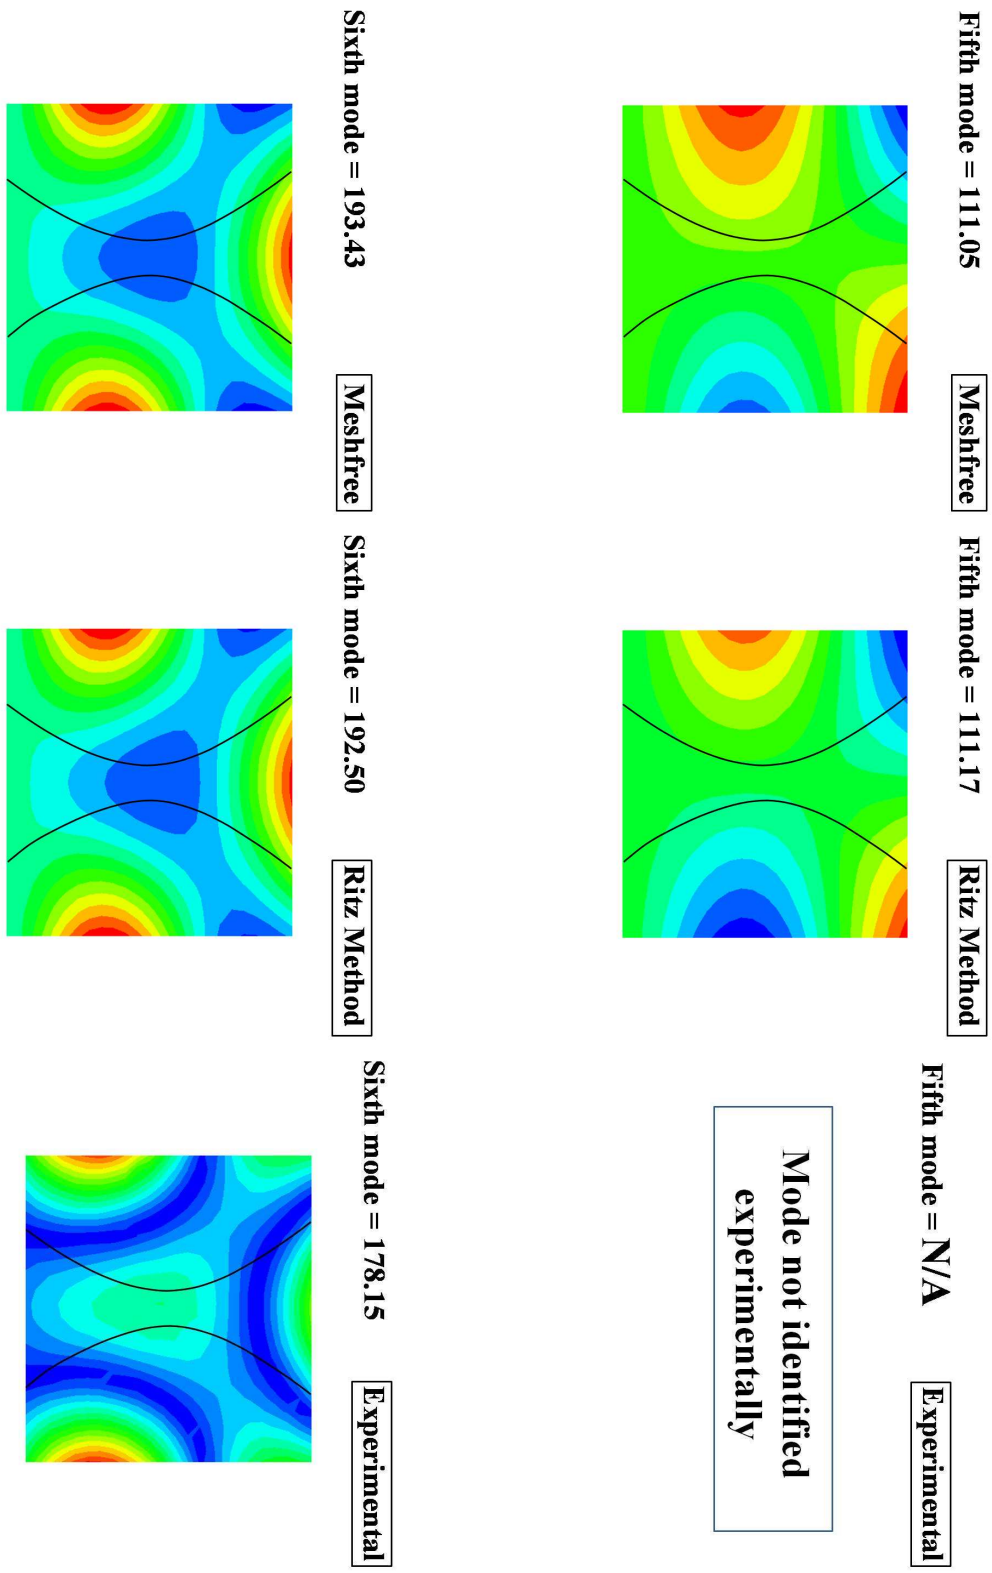 Fifth mode = 111.05
Meshfree
Fifth mode = 111.17
Ritz Method
Fifth mode = N/A
Experimental
Mode not identified
experimentally
Sixth mode = 193.43
Meshfree
Sixth mode = 192.50
Ritz Method
Sixth mode = 178.15
Experimental